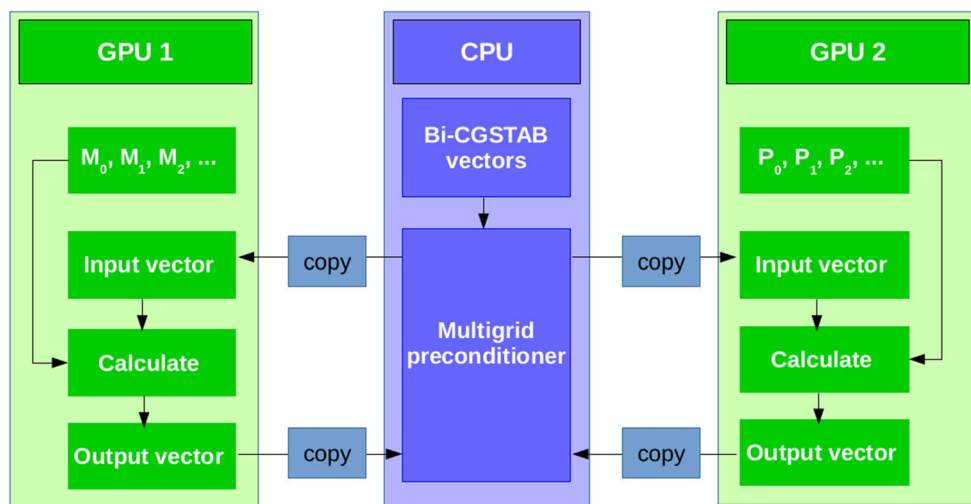 GPU 1
M₀, M₁, M₂, ...
Input vector
Calculate
Output vector
copy
copy
CPU
Bi-CGSTAB
vectors
Multigrid
preconditioner
copy
copy
GPU 2
P₀, P₁, P₂, ...
Input vector
Calculate
Output vector